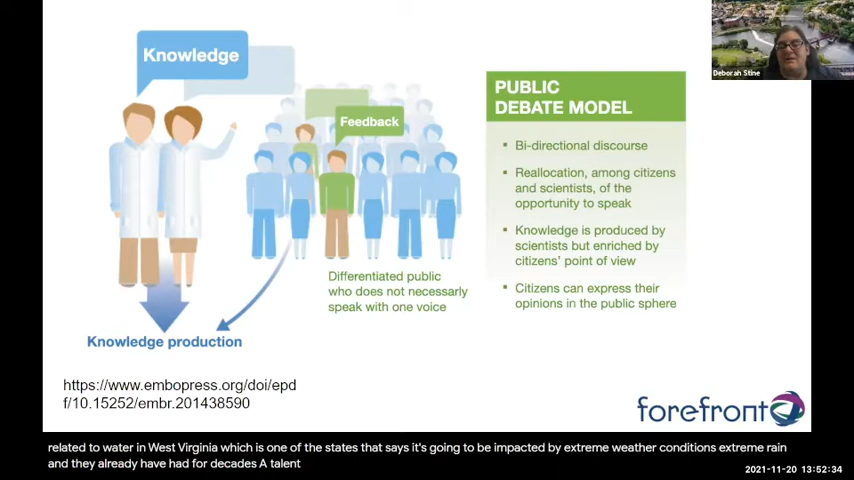 Knowledge
Feedback
Differentiated public
who does not necessarly
speak with one voice
Knowledge production
PUBLIC
DEBATE MODEL
▪ Bi-directional discourse
▪ Reallocation, among citizens
and scientists, of the
opportunity to speak
▪ Knowledge is produced by
scientists but enriched by
citizens' point of view
▪ Citizens can express their
opinions in the public sphere
https://www.embopress.org/doi/epd
f/10.15252/embr.201438590
forefront
Deborah Stine
related to water in West Virginia which is one of the states that says it's going to be impacted by extreme weather conditions extreme rain
and they already have had for decades A talent
2021-11-20 13:52:34